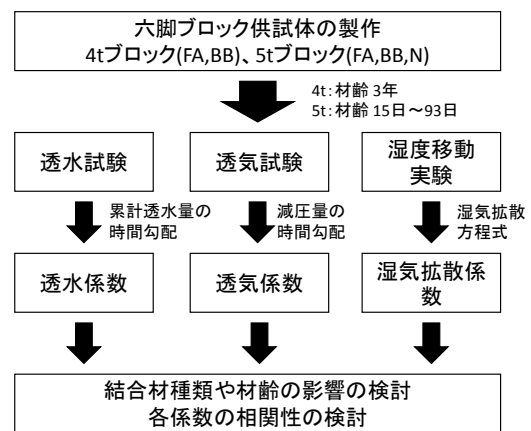 六脚ブロック供試体の製作
4tブロック(FA,BB)、5tブロック(FA,BB,N)
4t：材齢 3年
5t：材齢 15日～93日
透水試験
透気試験
湿度移動
実験
累計透水量の
時間勾配
減圧量の
時間勾配
湿気拡散
方程式
透水係数
透気係数
湿気拡散係
数
結合材種類や材齢の影響の検討
各係数の相関性の検討